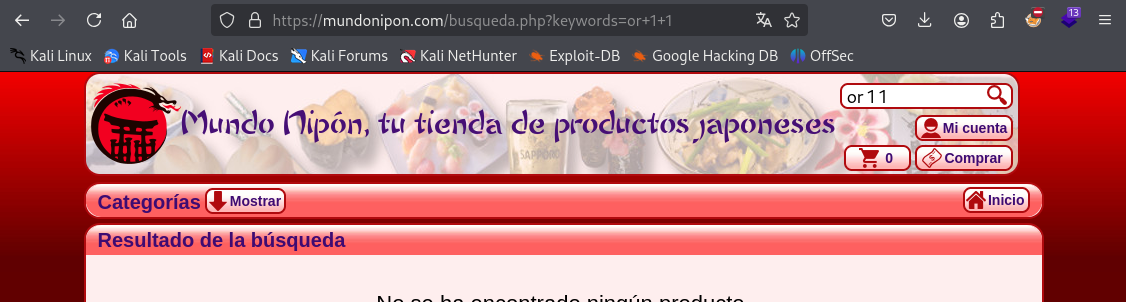 https://mundonipon.com/busqueda.php?keywords=or+1+1
13
Kali Linux Kali Tools Kali Docs Kali Forums Kali NetHunter Exploit-DB Google Hacking DB OffSec
or 1 1
Mundo Nipón, tu tienda de productos japoneses
SAPPORO
Mi cuenta
0 Comprar
Categorías Mostrar Inicio
Resultado de la búsqueda
No se ha encontrado ningún producto